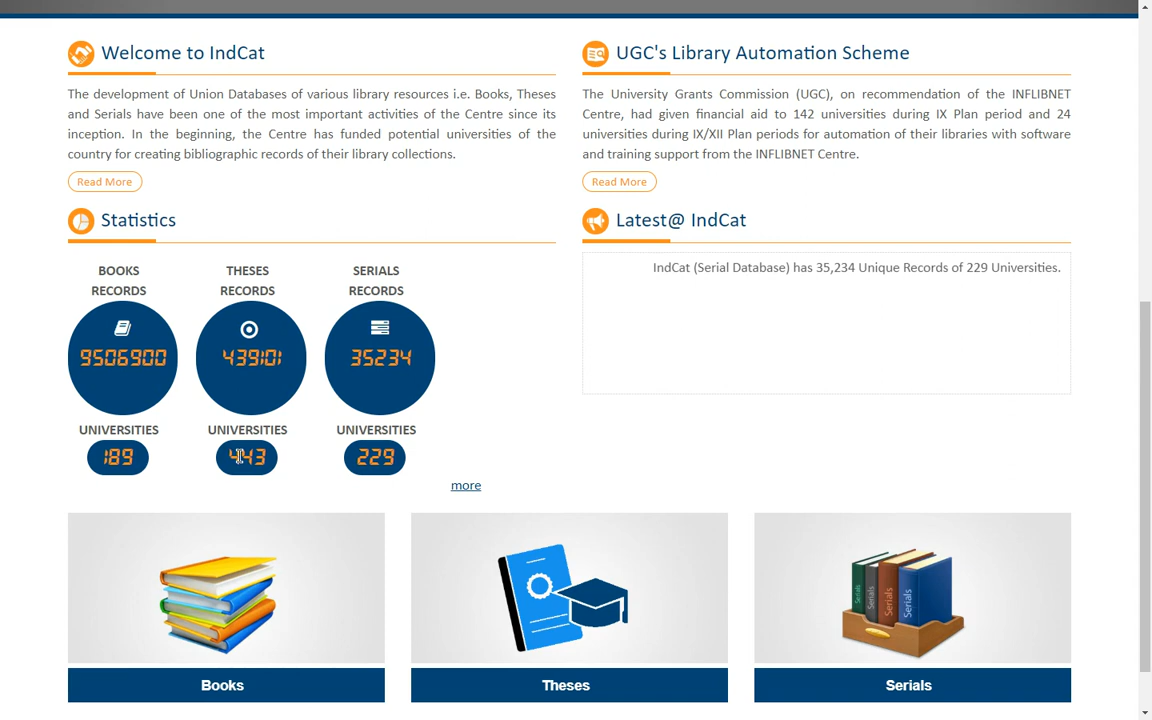 Welcome to IndCat
The development of Union Databases of various library resources i.e. Books, Theses
and Serials have been one of the most important activities of the Centre since its
inception. In the beginning, the Centre has funded potential universities of the
country for creating bibliographic records of their library collections.
Read More
UGC's Library Automation Scheme
The University Grants Commission (UGC), on recommendation of the INFLIBNET
Centre, had given financial aid to 142 universities during IX Plan period and 24
universities during IX/XII Plan periods for automation of their libraries with software
and training support from the INFLIBNET Centre.
Read More
Statistics
BOOKS
RECORDS
9506900
UNIVERSITIES
189
THESES
RECORDS
439101
UNIVERSITIES
443
SERIALS
RECORDS
35234
UNIVERSITIES
229
more
Latest@ IndCat
IndCat (Serial Database) has 35,234 Unique Records of 229 Universities.
Books
Theses
Serials
Serials
Serials
Serials
Serials